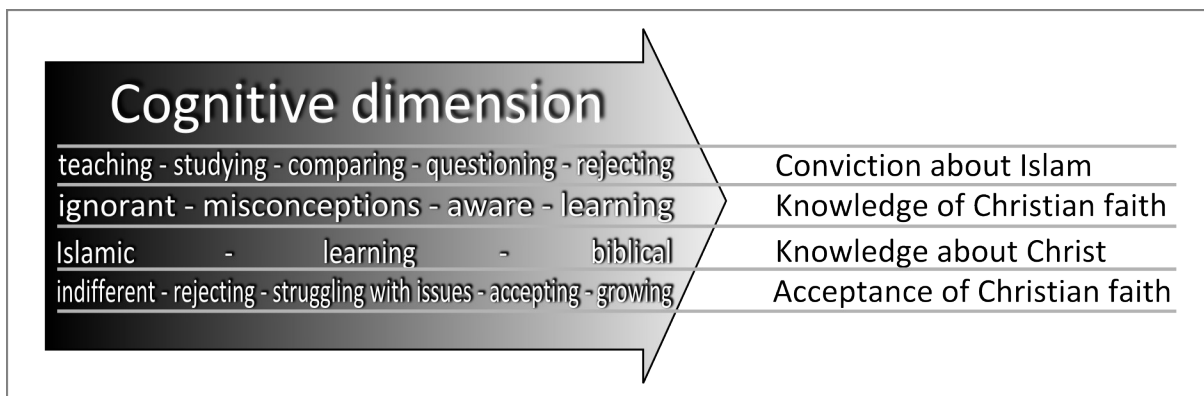 Cognitive dimension
teaching - studying - comparing - questioning - rejecting Conviction about Islam
ignorant - misconceptions - aware - learning Knowledge of Christian faith
Islamic - learning - biblical Knowledge about Christ
indifferent - rejecting - struggling with issues - accepting - growing Acceptance of Christian faith